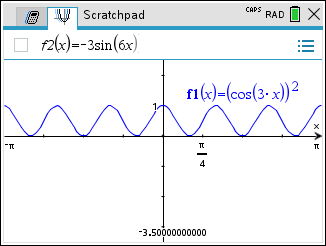 Scratchpad
CAPS
RAD
f2(x)=-3sin(6x)
f1(x)=(cos(3·x))²
1
x
-π
π/4
π
-3.50000000000